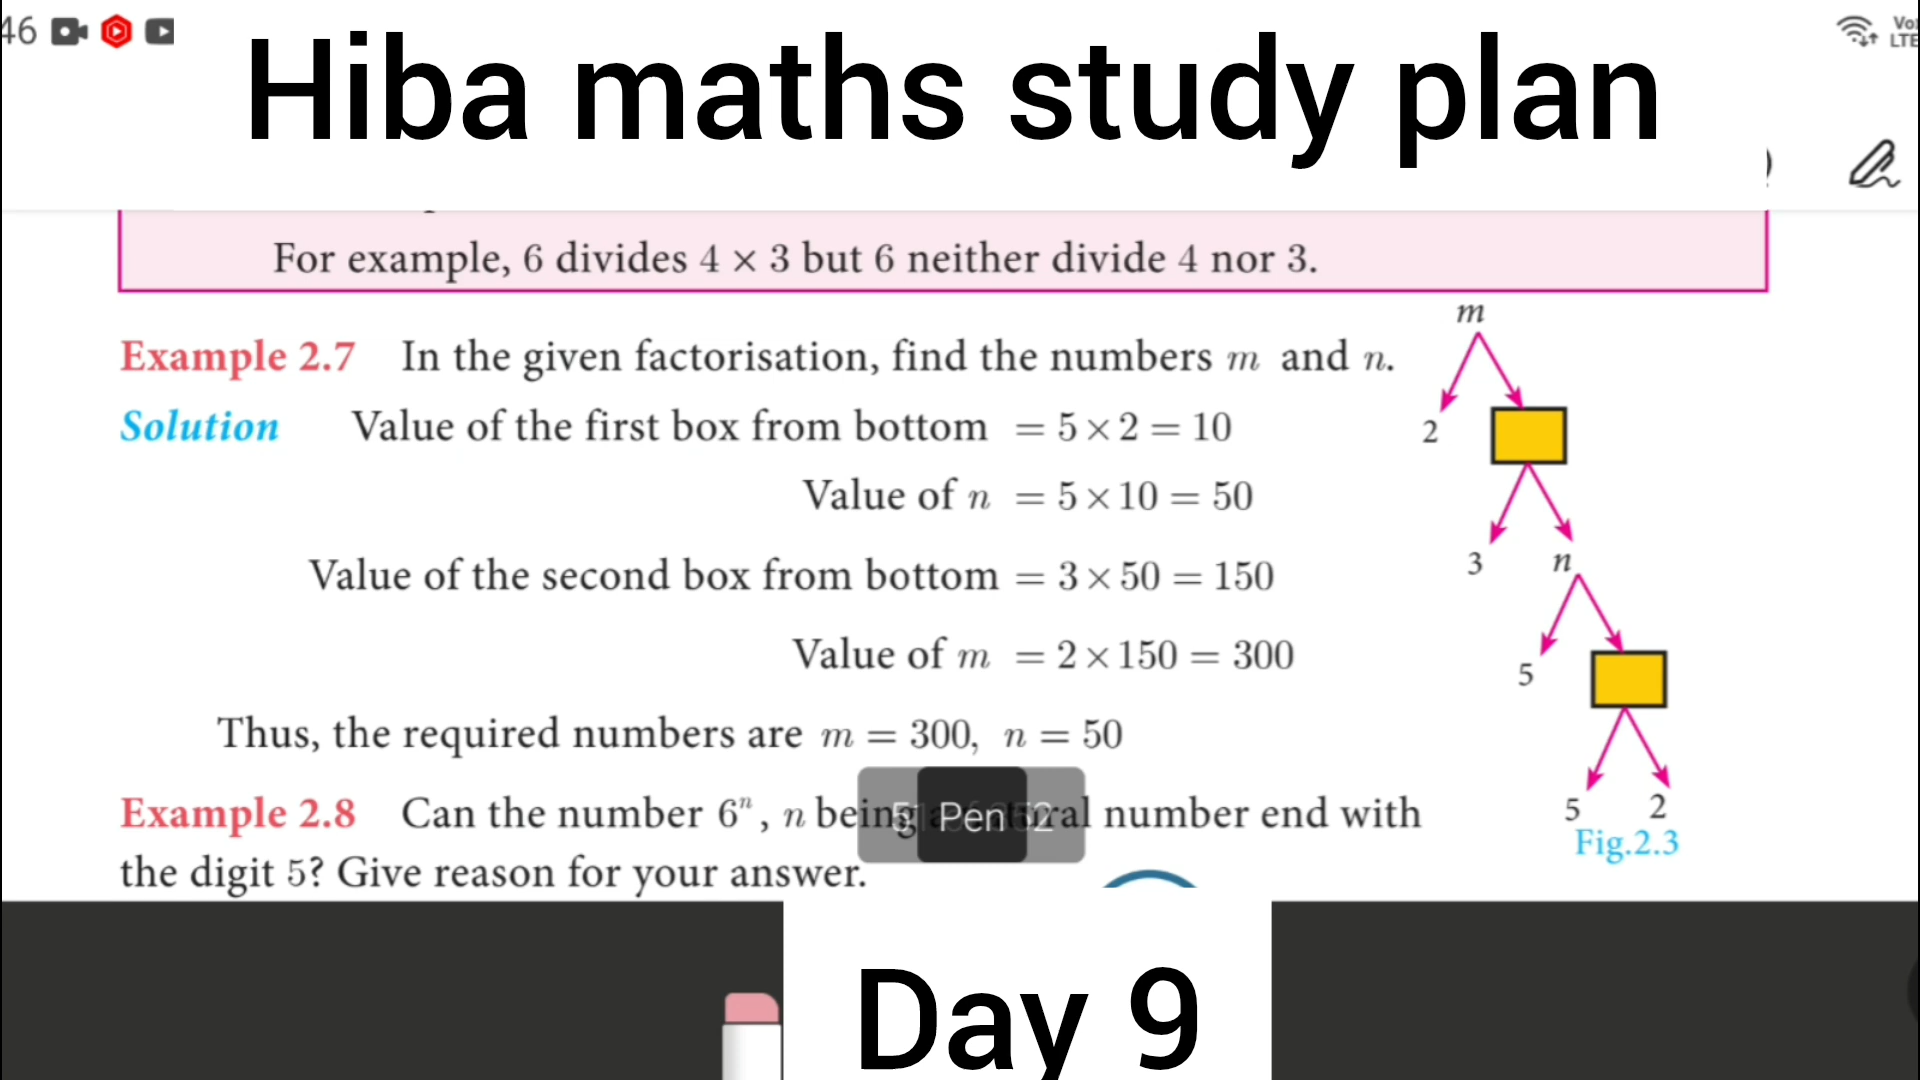 46
Vo
LTE
Hiba maths study plan
For example, 6 divides 4 × 3 but 6 neither divide 4 nor 3.
Example 2.7 In the given factorisation, find the numbers m and n.
Solution Value of the first box from bottom = 5 × 2 = 10
Value of n = 5 × 10 = 50
Value of the second box from bottom = 3 × 50 = 150
Value of m = 2 × 150 = 300
Thus, the required numbers are m = 300, n = 50
m
2
3 n
5
5 2
Fig.2.3
Example 2.8 Can the number 6ⁿ, n being number end with
Pen
the digit 5? Give reason for your answer.
Day 9